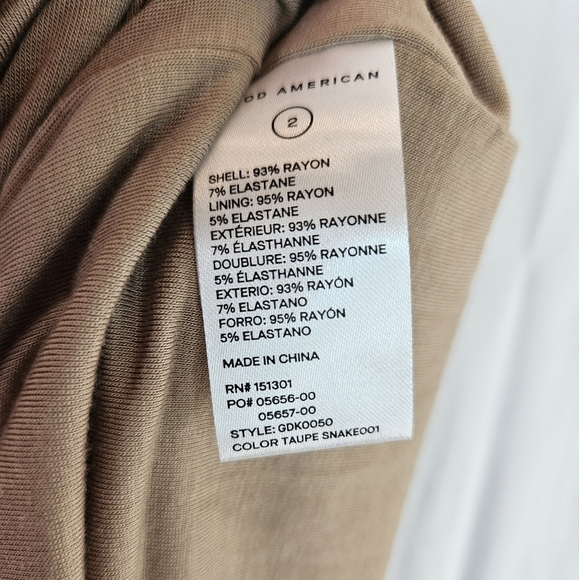 OD AMERICAN
2
SHELL: 93% RAYON
7% ELASTANE
LINING: 95% RAYON
5% ELASTANE
EXTÉRIEUR: 93% RAYONNE
7% ÉLASTHANNE
DOUBLURE: 95% RAYONNE
5% ÉLASTHANNE
EXTERIO: 93% RAYÓN
7% ELASTANO
FORRO: 95% RAYÓN
5% ELASTANO
MADE IN CHINA
RN# 151301
PO# 05656-00
05657-00
STYLE: GDK0050
COLOR TAUPE SNAKE001